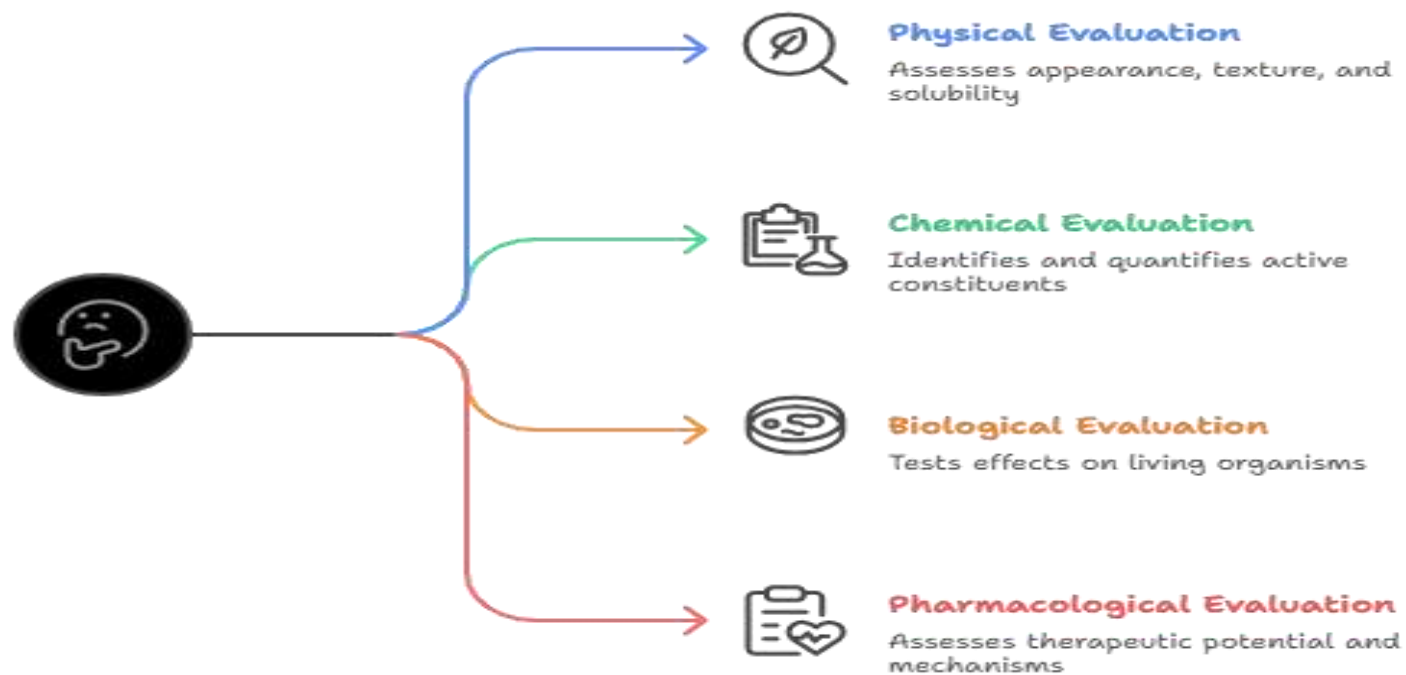 Physical Evaluation
Assesses appearance, texture, and
solubility
Chemical Evaluation
Identifies and quantifies active
constituents
Biological Evaluation
Tests effects on living organisms
Pharmacological Evaluation
Assesses therapeutic potential and
mechanisms